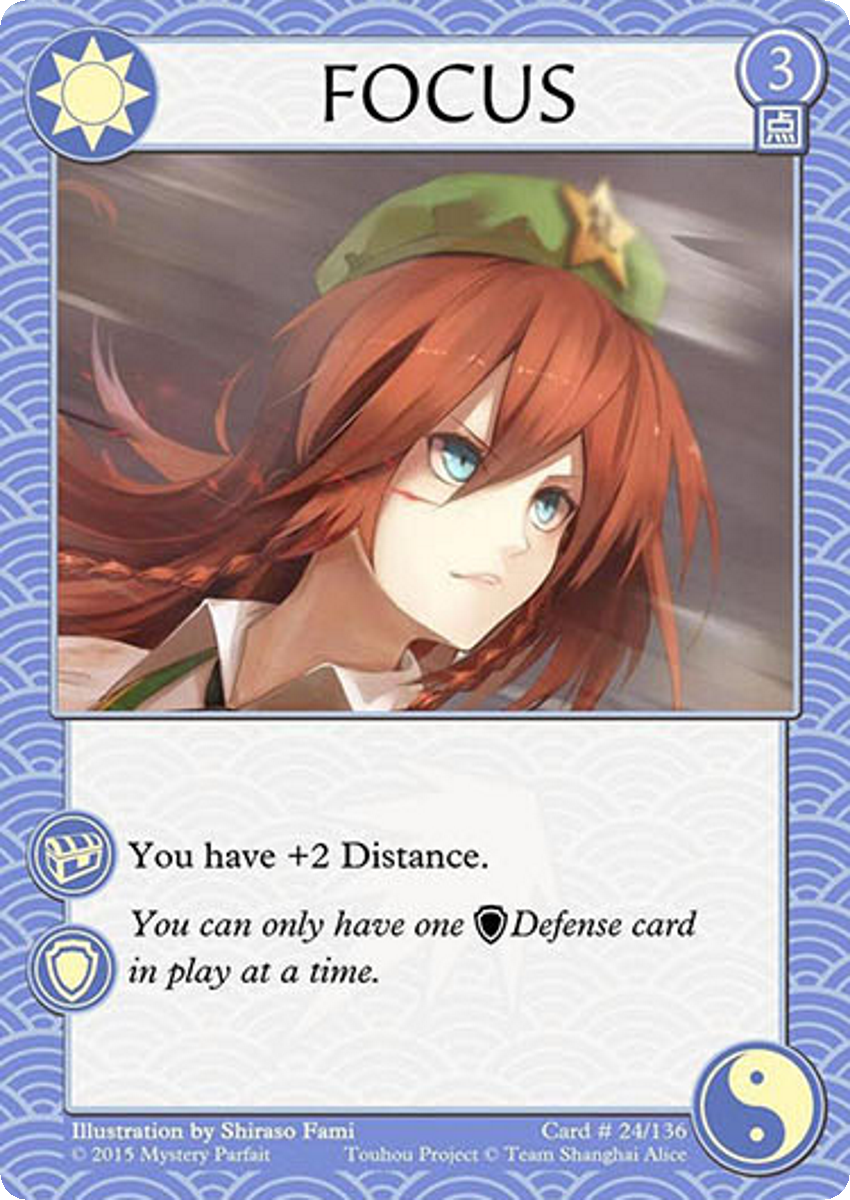 FOCUS
3
点
You have +2 Distance.
You can only have one Defense card
in play at a time.
Illustration by Shiraso Fami
Card # 24/136
© 2015 Mystery Parfait
Touhou Project © Team Shanghai Alice